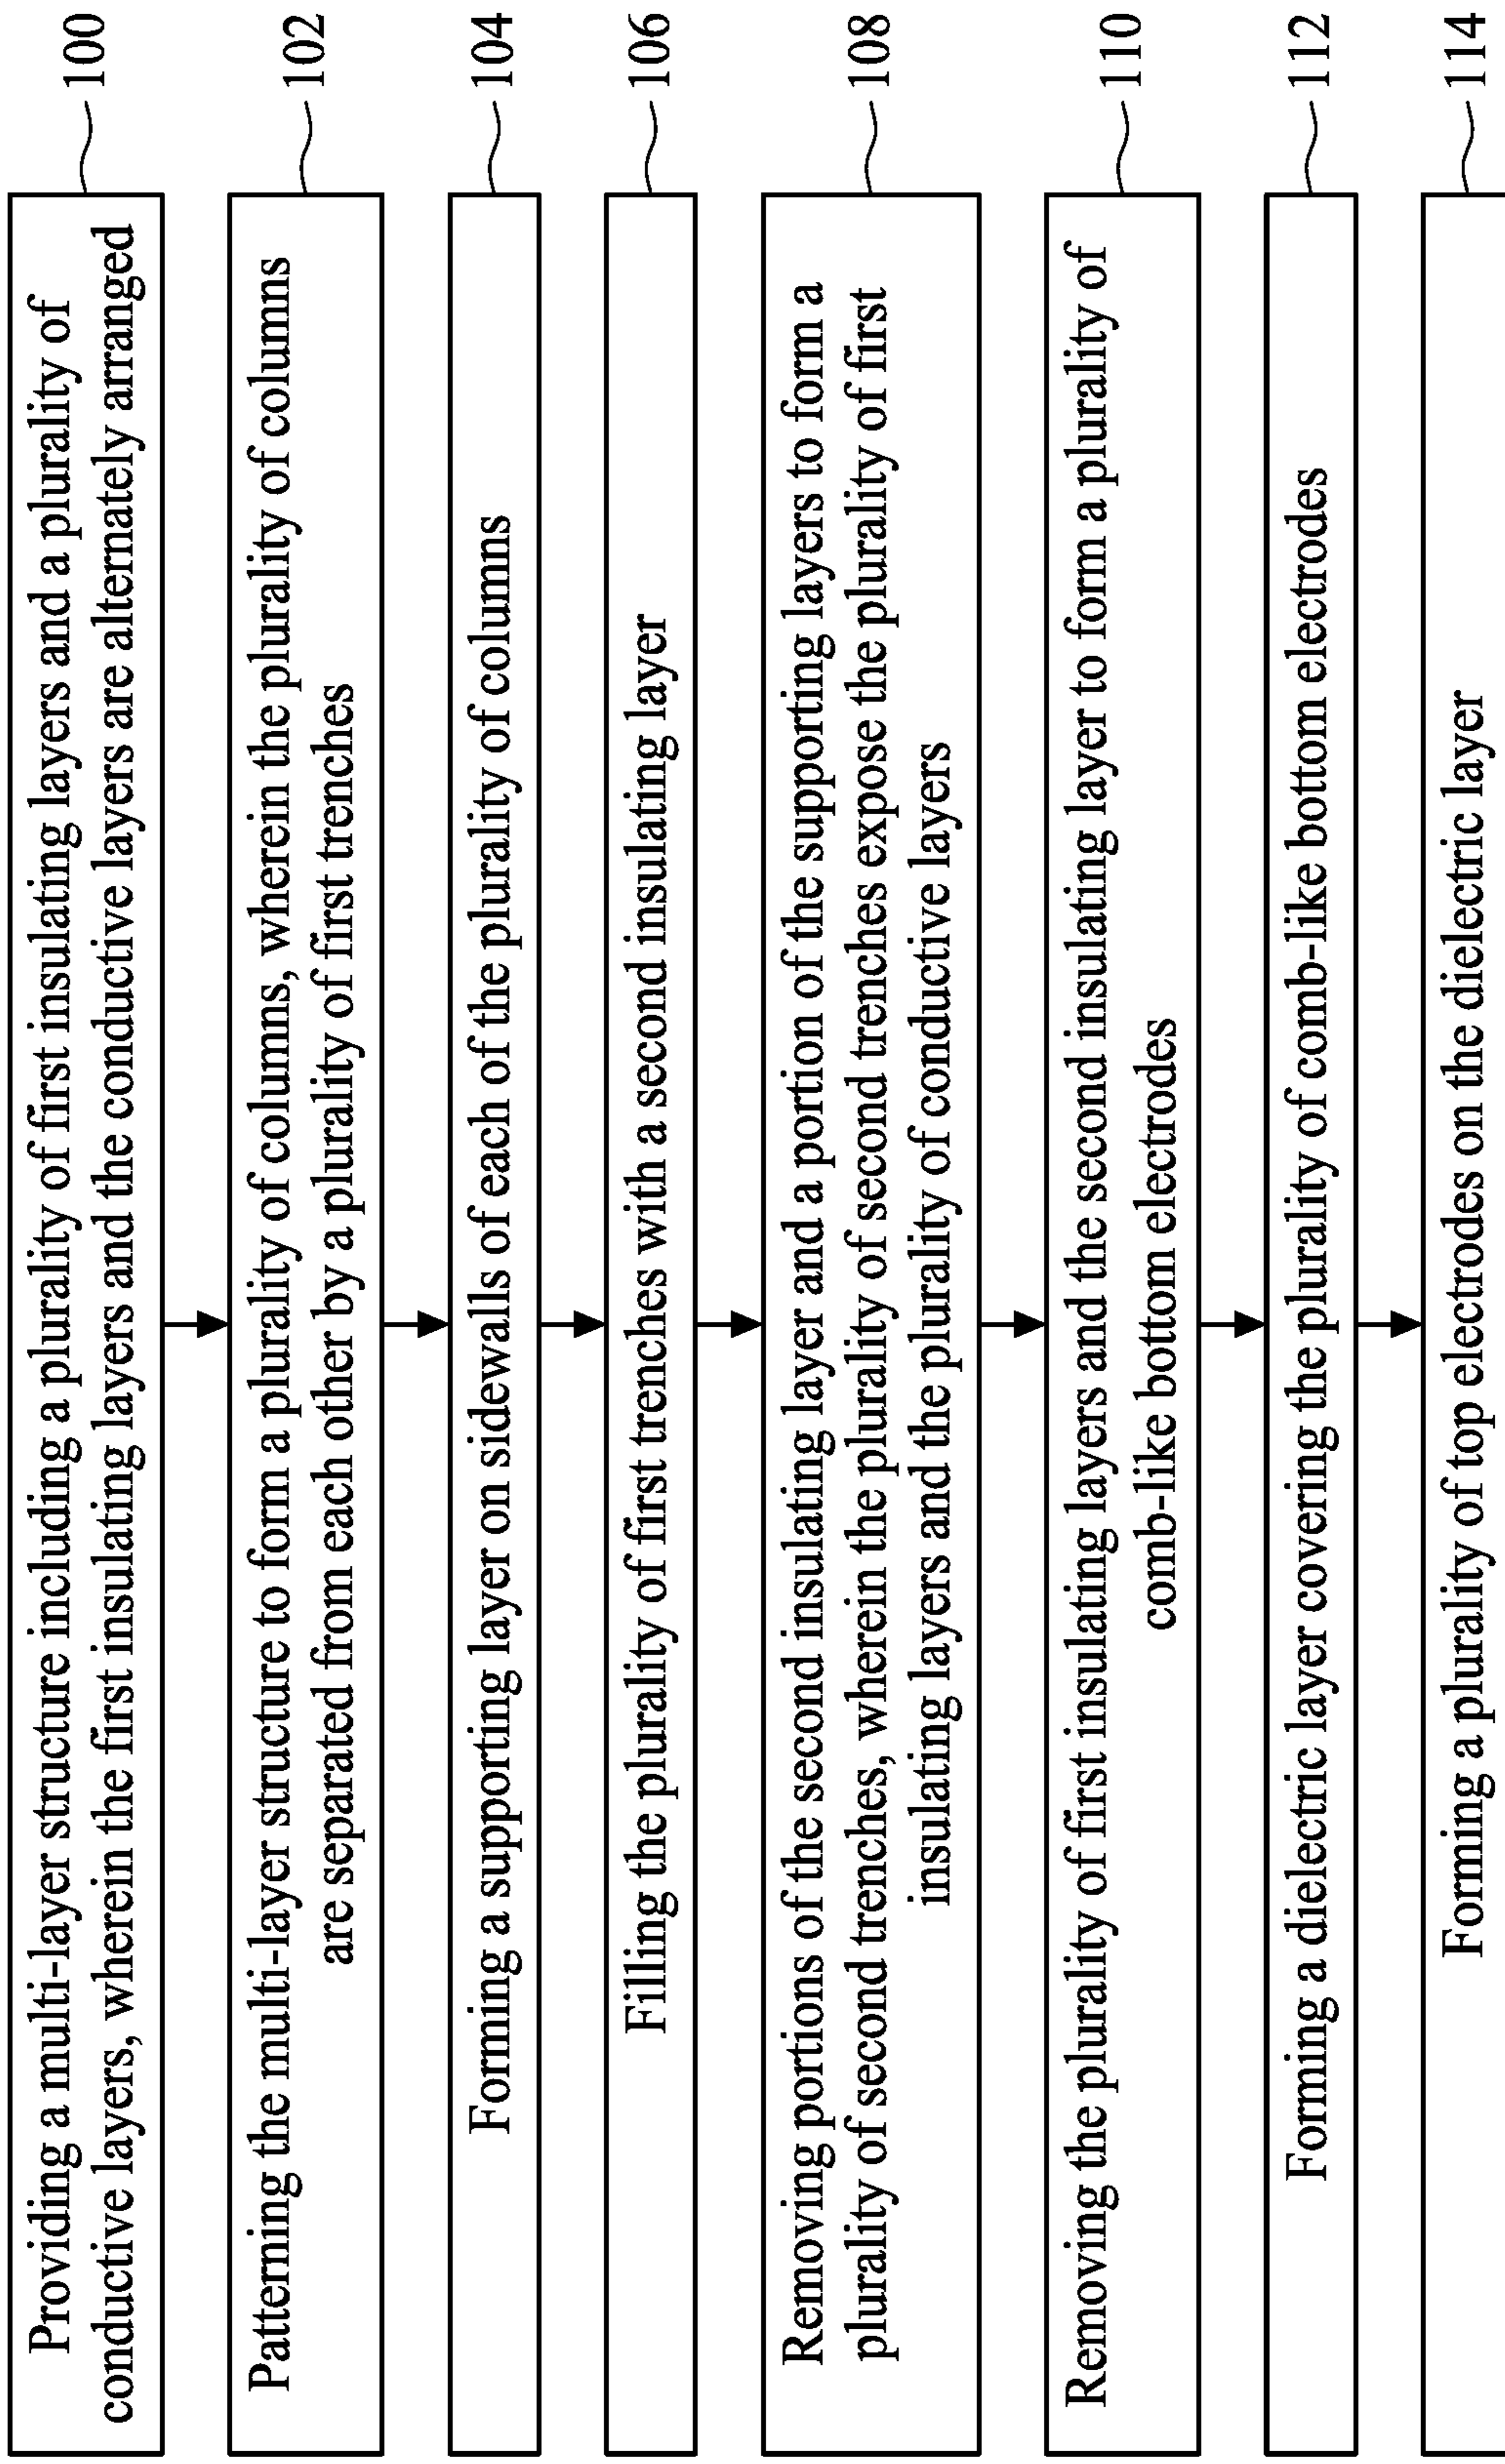 Providing a multi-layer structure including a plurality of first insulating layers and a plurality of
conductive layers, wherein the first insulating layers and the conductive layers are alternately arranged
100
Patterning the multi-layer structure to form a plurality of columns, wherein the plurality of columns
are separated from each other by a plurality of first trenches
102
Forming a supporting layer on sidewalls of each of the plurality of columns
104
Filling the plurality of first trenches with a second insulating layer
106
Removing portions of the second insulating layer and a portion of the supporting layers to form a
plurality of second trenches, wherein the plurality of second trenches expose the plurality of first
insulating layers and the plurality of conductive layers
108
Removing the plurality of first insulating layers and the second insulating layer to form a plurality of
comb-like bottom electrodes
110
Forming a dielectric layer covering the plurality of comb-like bottom electrodes
112
Forming a plurality of top electrodes on the dielectric layer
114